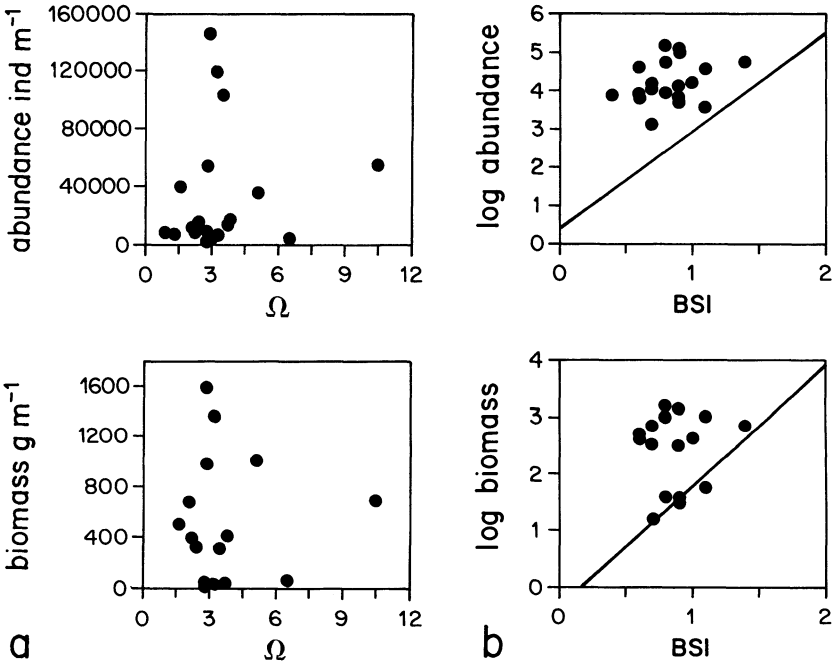 160000
120000
80000
40000
0
abundance ind m⁻¹
0 3 6 9 12
Ω
6
5
4
3
2
1
0
log abundance
0 1 2
BSI
1600
1200
800
400
0
biomass g m⁻¹
0 3 6 9 12
Ω
a
4
3
2
1
0
log biomass
0 1 2
BSI
b